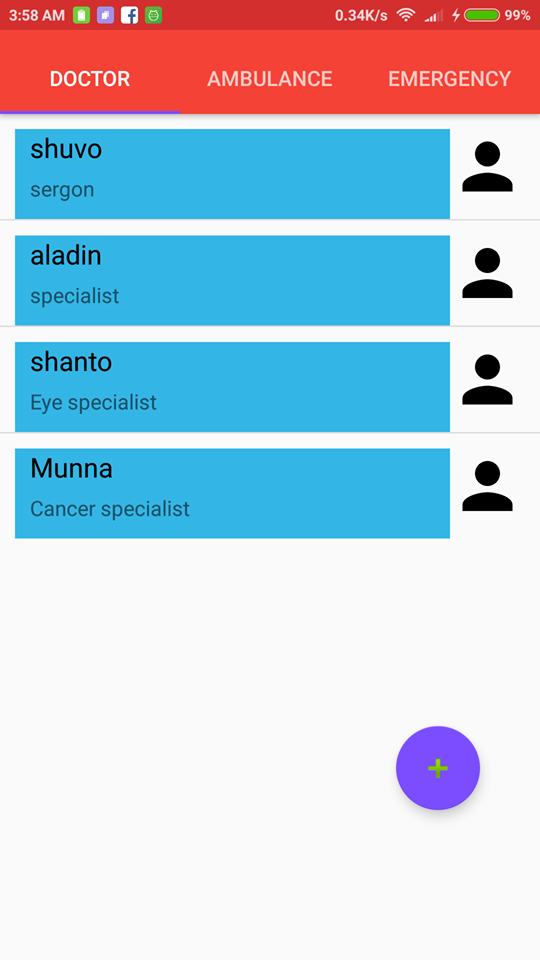 3:58 AM 0.34K/s 99%
DOCTOR AMBULANCE EMERGENCY
shuvo
sergon
aladin
specialist
shanto
Eye specialist
Munna
Cancer specialist
+